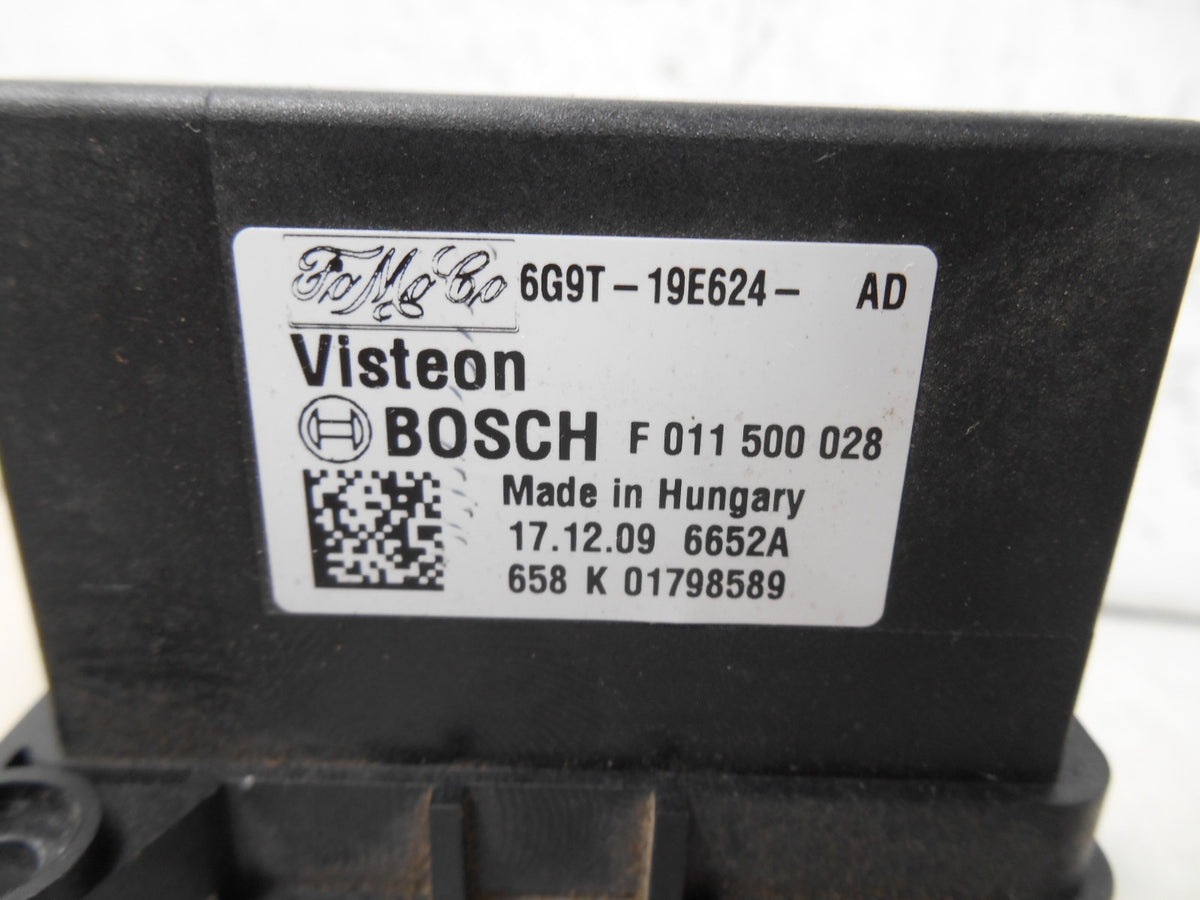 FoMoCo 6G9T-19E624- AD
Visteon
BOSCH F 011 500 028
Made in Hungary
17.12.09 6652A
658 K 01798589